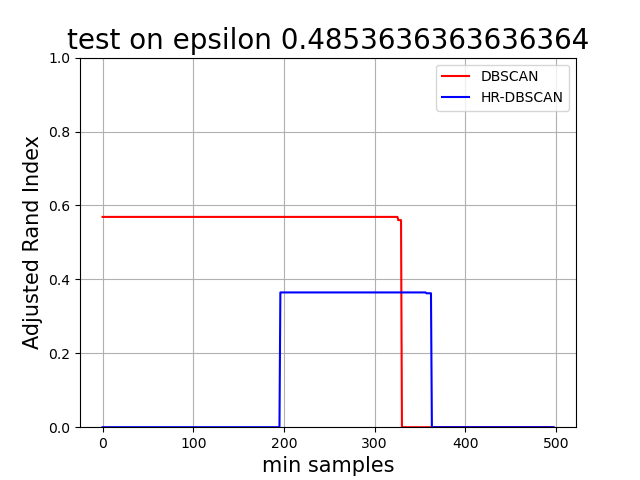 test on epsilon 0.4853636363636364
DBSCAN
HR-DBSCAN
Adjusted Rand Index
1.0
0.8
0.6
0.4
0.2
0.0
0 100 200 300 400 500
min samples